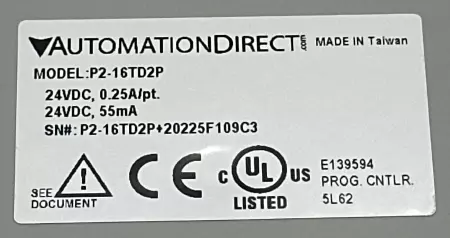 AUTOMATIONDIRECT.com MADE IN Taiwan
MODEL:P2-16TD2P
24VDC, 0.25A/pt.
24VDC, 55mA
SN#: P2-16TD2P+20225F109C3
SEE DOCUMENT
! CE C UL US LISTED
E139594
PROG. CNTLR.
5L62